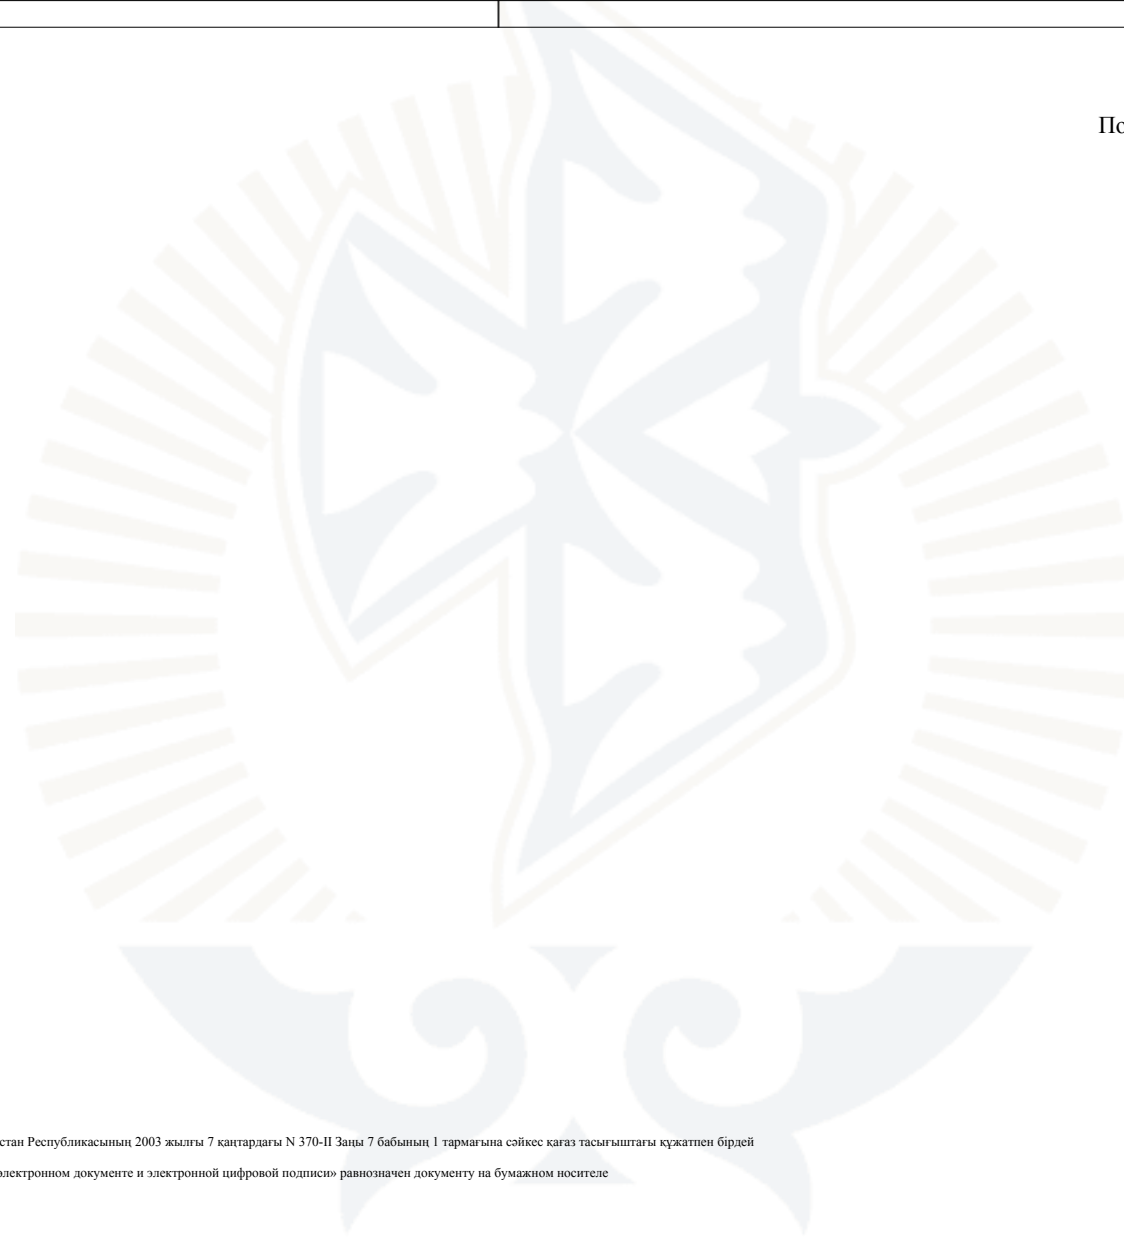 По
стан Республикасының 2003 жылғы 7 қаңтардағы N 370-II Заңы 7 бабының 1 тармағына сәйкес қағаз тасығыштағы құжатпен бірдей
электронном документе и электронной цифровой подписи» равнозначен документу на бумажном носителе